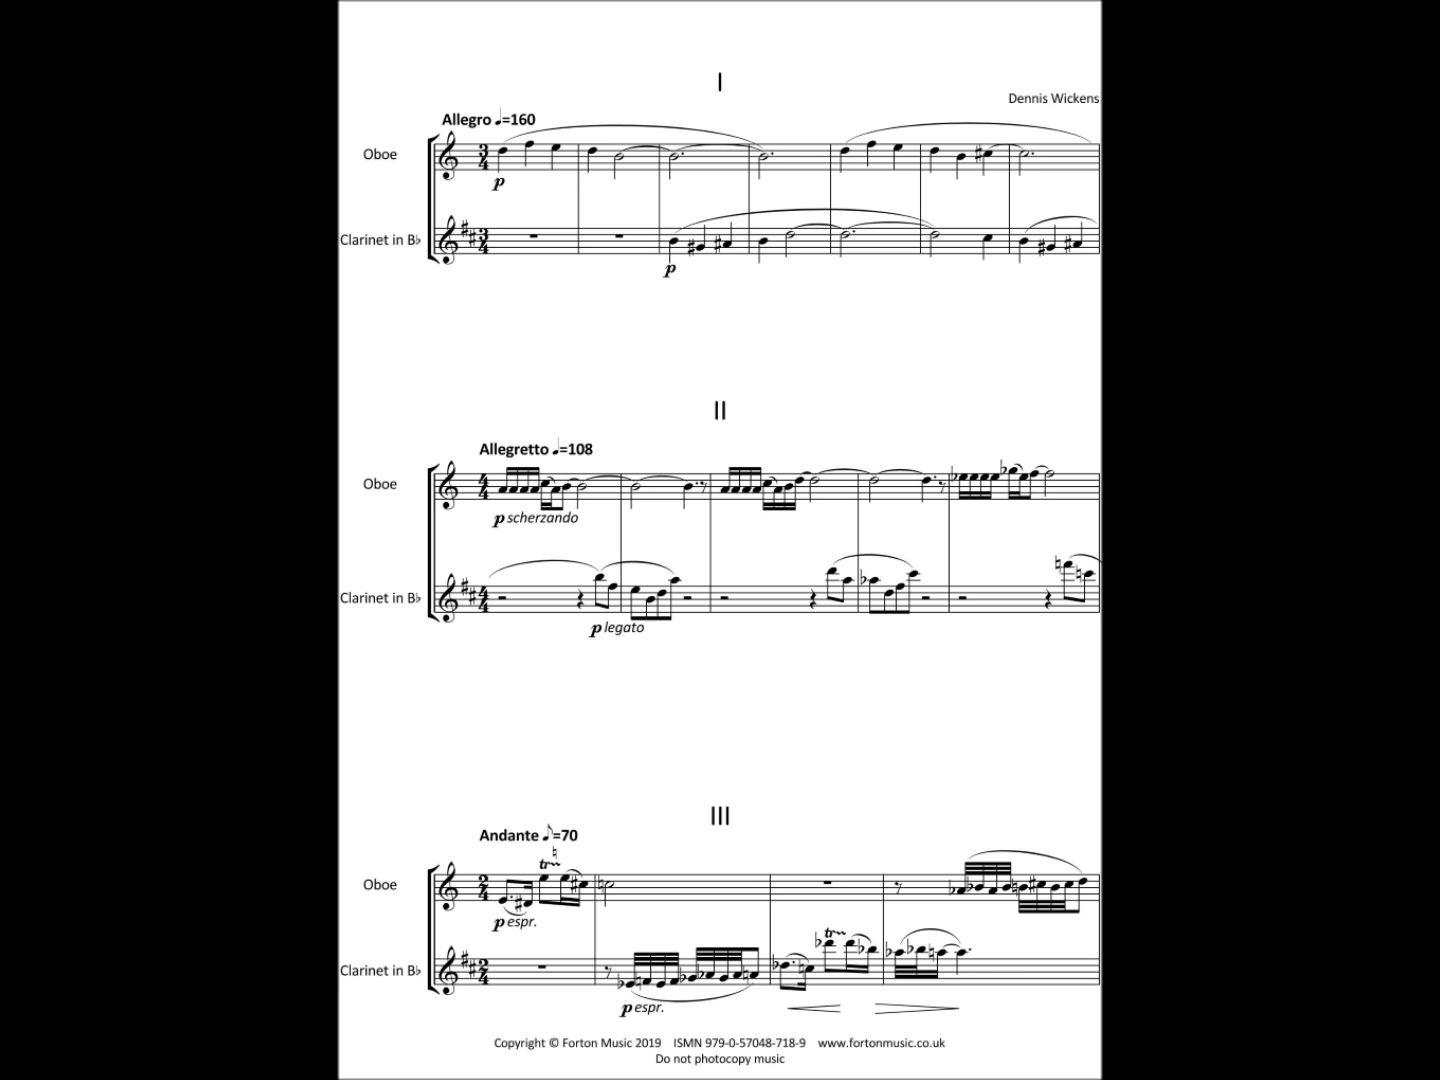 I
Dennis Wickens
Allegro ♩=160
Oboe
p
Clarinet in B♭
p
II
Allegretto ♩=108
Oboe
p scherzando
Clarinet in B♭
p legato
III
Andante ♪=70
tr
Oboe
p espr.
tr
Clarinet in B♭
p espr.
Copyright © Forton Music 2019 ISMN 979-0-57048-718-9 www.fortonmusic.co.uk
Do not photocopy music